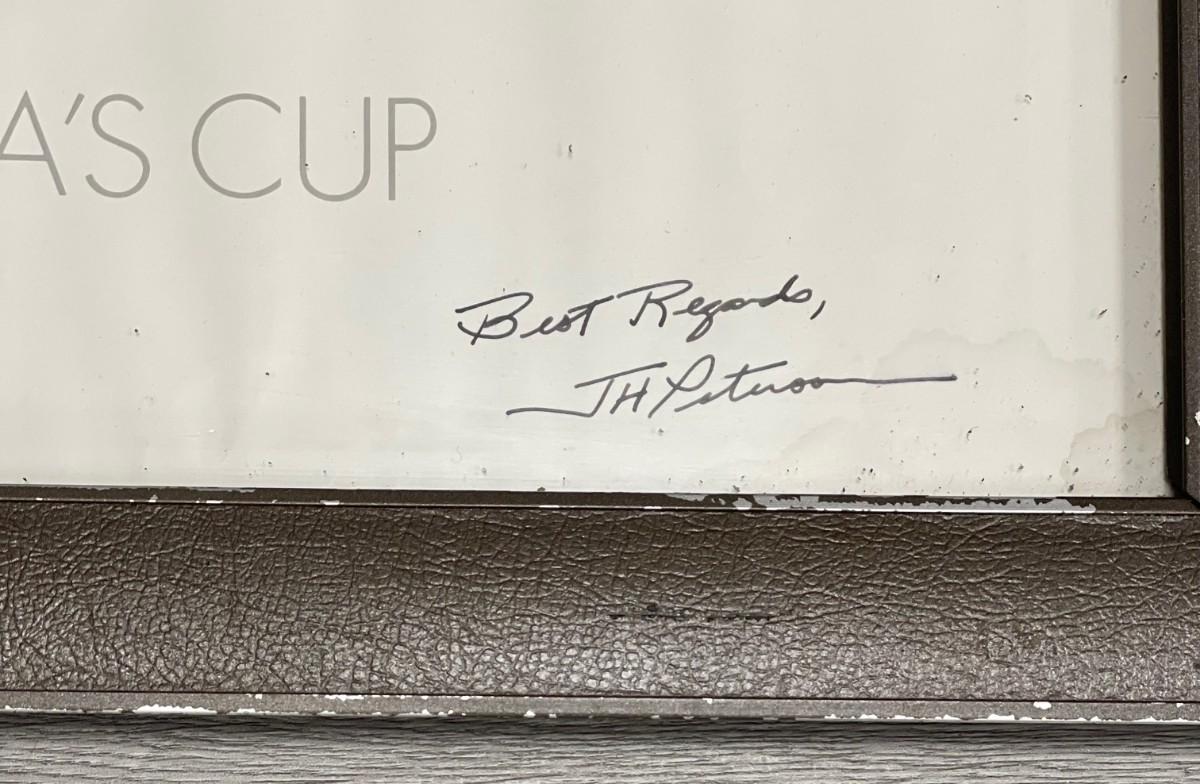 A'S CUP
Best Regards,
JH Peterson